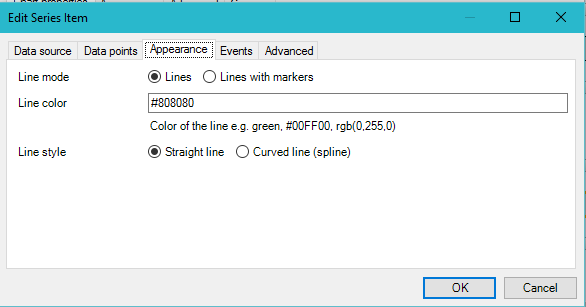 Edit Series Item
Data source Data points Appearance Events Advanced
Line mode Lines Lines with markers
Line color #808080
Color of the line e.g. green, #00FF00, rgb(0,255,0)
Line style Straight line Curved line (spline)
OK Cancel